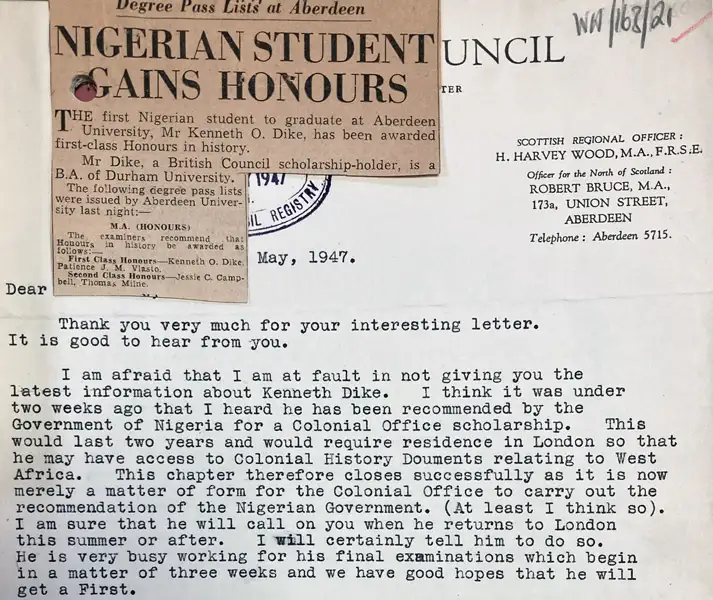 Degree Pass Lists at Aberdeen
NIGERIAN STUDENT
GAINS HONOURS
THE first Nigerian student to graduate at Aberdeen
University, Mr Kenneth O. Dike, has been awarded
first-class Honours in history.
Mr Dike, a British Council scholarship-holder, is a
B.A. of Durham University.
The following degree pass lists
were issued by Aberdeen Univer-
sity last night:—
M.A. (HONOURS)
The examiners recommend that
Honours in history be awarded as
follows:—
First Class Honours—Kenneth O. Dike,
Patience J. M. Vlasto.
Second Class Honours—Jessie C. Camp-
bell, Thomas Milne.
UNCIL
TER
WN/163/2
SCOTTISH REGIONAL OFFICER :
H. HARVEY WOOD, M.A., F.R.S.E.
Officer for the North of Scotland :
ROBERT BRUCE, M.A.,
173a, UNION STREET,
ABERDEEN
Telephone : Aberdeen 5715.
1947
IL REGISTRY
May, 1947.
Dear
Thank you very much for your interesting letter.
It is good to hear from you.
I am afraid that I am at fault in not giving you the
latest information about Kenneth Dike. I think it was under
two weeks ago that I heard he has been recommended by the
Government of Nigeria for a Colonial Office scholarship. This
would last two years and would require residence in London so that
he may have access to Colonial History Douments relating to West
Africa. This chapter therefore closes successfully as it is now
merely a matter of form for the Colonial Office to carry out the
recommendation of the Nigerian Government. (At least I think so).
I am sure that he will call on you when he returns to London
this summer or after. I will certainly tell him to do so.
He is very busy working for his final examinations which begin
in a matter of three weeks and we have good hopes that he will
get a First.